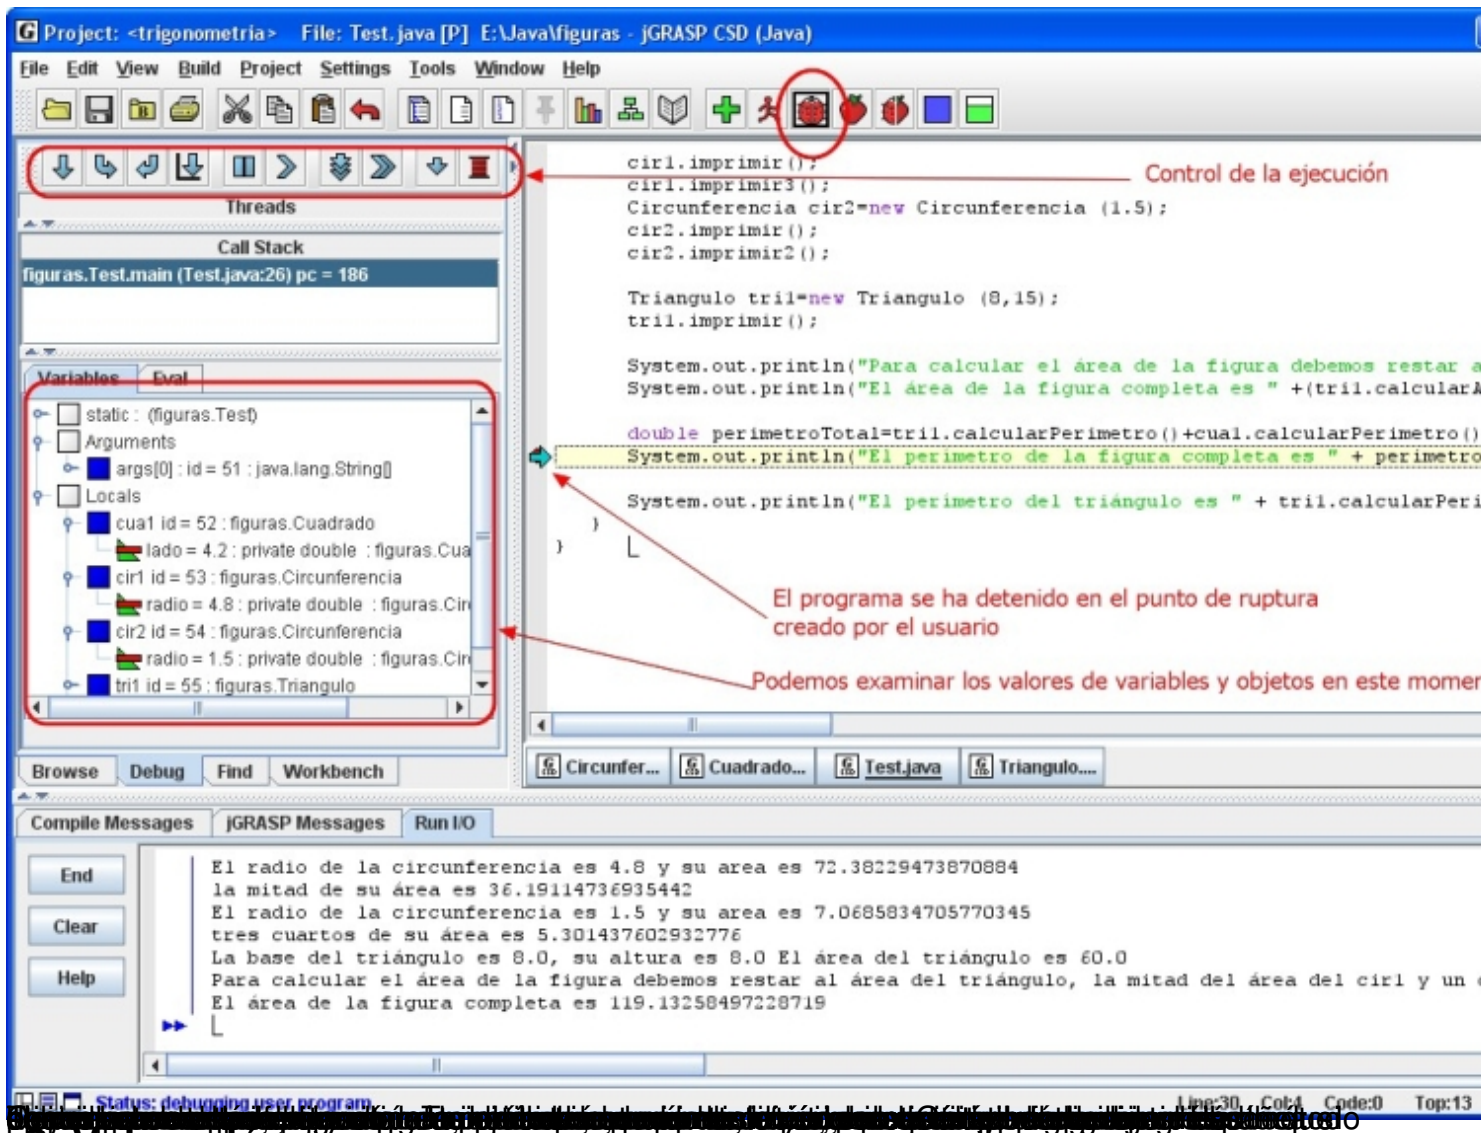 Project: <trigonometria> File: Test.java [P] E:\Java\figuras - jGRASP CSD (Java)
File Edit View Build Project Settings Tools Window Help
Threads
Call Stack
figuras.Test.main (Test.java:26) pc = 186
Variables Eval
static : (figuras.Test)
Arguments
args[0] : id = 51 : java.lang.String[]
Locals
cua1 id = 52 : figuras.Cuadrado
lado = 4.2 : private double : figuras.Cua
cir1 id = 53 : figuras.Circunferencia
radio = 4.8 : private double : figuras.Cir
cir2 id = 54 : figuras.Circunferencia
radio = 1.5 : private double : figuras.Cir
tri1 id = 55 : figuras.Triangulo
Browse Debug Find Workbench
cir1.imprimir();
cir1.imprimir3();
Circunferencia cir2=new Circunferencia (1.5);
cir2.imprimir();
cir2.imprimir2();
Triangulo tri1=new Triangulo (8,15);
tri1.imprimir();
System.out.println("Para calcular el área de la figura debemos restar a
System.out.println("El área de la figura completa es " +(tri1.calcularA
double perimetroTotal=tri1.calcularPerimetro()+cua1.calcularPerimetro()
System.out.println("El perimetro de la figura completa es " + perimetro
System.out.println("El perimetro del triángulo es " + tri1.calcularPeri
}
}
Control de la ejecución
El programa se ha detenido en el punto de ruptura
creado por el usuario
Podemos examinar los valores de variables y objetos en este momen
Circunfer... Cuadrado... Test.java Triangulo....
Compile Messages jGRASP Messages Run I/O
End
Clear
Help
El radio de la circunferencia es 4.8 y su area es 72.38229473870884
la mitad de su área es 36.19114736935442
El radio de la circunferencia es 1.5 y su area es 7.0685834705770345
tres cuartos de su área es 5.301437602932776
La base del triángulo es 8.0, su altura es 8.0 El área del triángulo es 60.0
Para calcular el área de la figura debemos restar al área del triángulo, la mitad del área del cir1 y un
El área de la figura completa es 119.13258497228719
Status: debugging user program
Line:30 Col:4 Code:0 Top:13